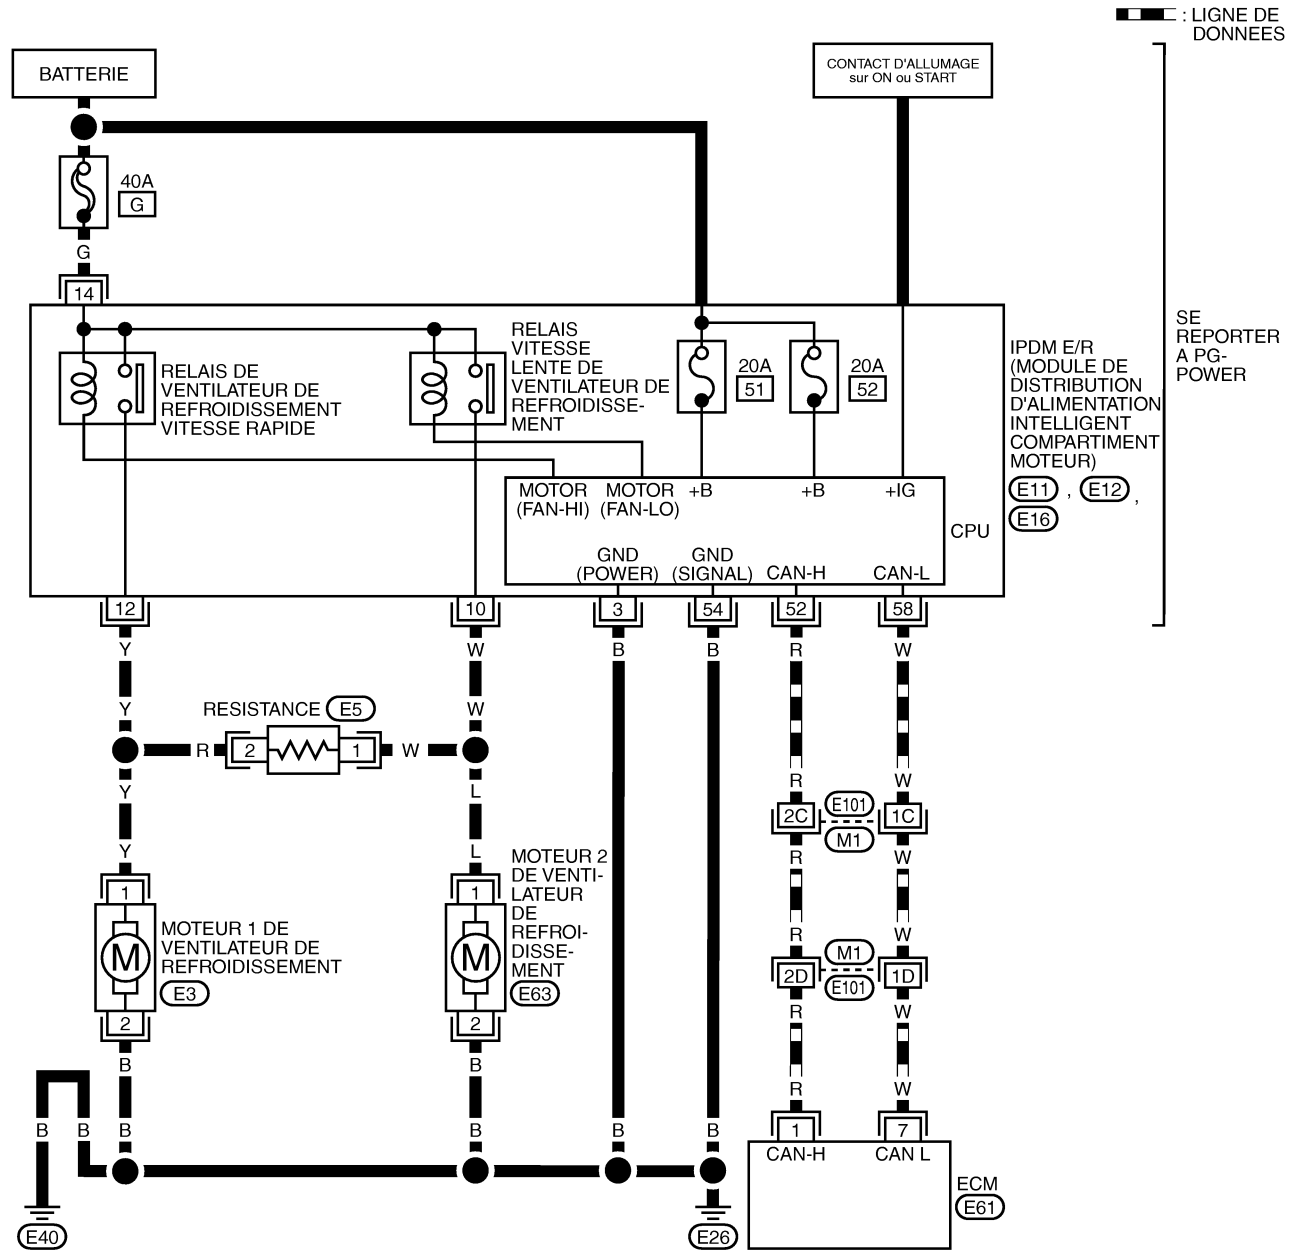 : LIGNE DE
DONNEES
BATTERIE
CONTACT D'ALLUMAGE
sur ON ou START
40A
G
G
14
SE
REPORTER
A PG-
POWER
RELAIS DE
VENTILATEUR DE
REFROIDISSEMENT
VITESSE RAPIDE
RELAIS
VITESSE
LENTE DE
VENTILATEUR DE
REFROIDISSE-
MENT
20A
51
20A
52
IPDM E/R
(MODULE DE
DISTRIBUTION
D'ALIMENTATION
INTELLIGENT
COMPARTIMENT
MOTEUR)
E11 , E12 ,
E16
MOTOR
(FAN-HI)
MOTOR
(FAN-LO)
+B
+B
+IG
CPU
GND
(POWER)
GND
(SIGNAL)
CAN-H
CAN-L
12
10
3
54
52
58
Y
W
B
B
R
W
Y
RESISTANCE E5
W
R
2
1
W
Y
L
R
W
2C
E101
M1
1C
Y
L
R
W
1
1
MOTEUR 2
DE VENTI-
LATEUR
DE
REFROI-
DISSE-
MENT
E63
M
MOTEUR 1 DE
VENTILATEUR DE
REFROIDISSEMENT
E3
M
R
W
2D
M1
E101
1D
2
2
R
W
B
B
R
W
B
B
B
B
B
B
1
7
CAN-H
CAN L
ECM
E61
E40
E26